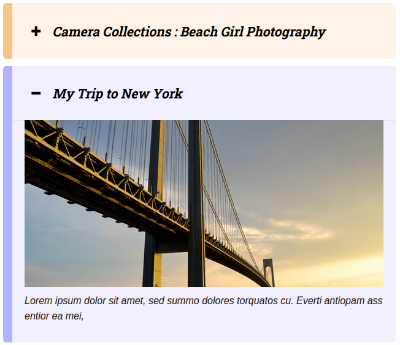 Camera Collections : Beach Girl Photography
My Trip to New York
Lorem ipsum dolor sit amet, sed summo dolores torquatos cu. Everti antiopam ass
entior ea mei,